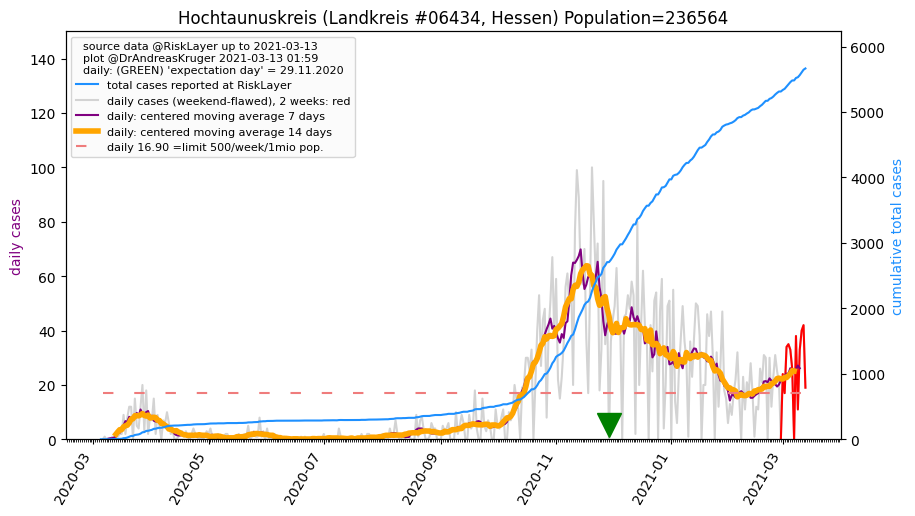 Hochtaunuskreis (Landkreis #06434, Hessen) Population=236564
source data @RiskLayer up to 2021-03-13
plot @DrAndreasKruger 2021-03-13 01:59
daily: (GREEN) 'expectation day' = 29.11.2020
total cases reported at RiskLayer
daily cases (weekend-flawed), 2 weeks: red
daily: centered moving average 7 days
daily: centered moving average 14 days
daily 16.90 =limit 500/week/1mio pop.
daily cases
140
120
100
80
60
40
20
0
6000
5000
4000
3000
2000
1000
0
cumulative total cases
2020-03
2020-05
2020-07
2020-09
2020-11
2021-01
2021-03